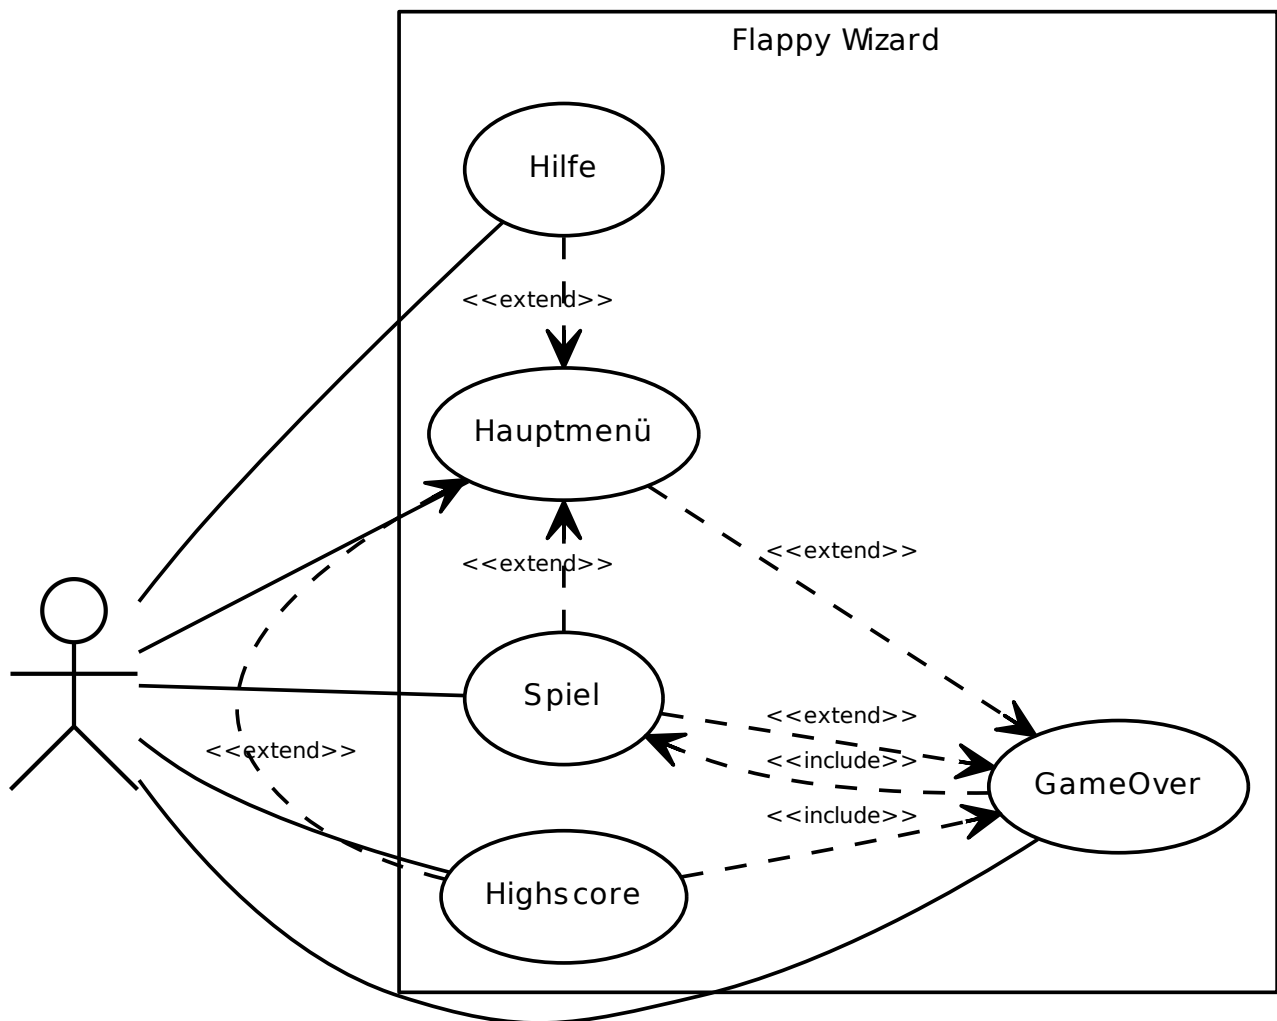 Flappy Wizard
Hilfe
<<extend>>
Hauptmenü
<<extend>>
<<extend>>
Spiel
<<extend>>
<<include>>
<<extend>>
GameOver
<<include>>
Highscore